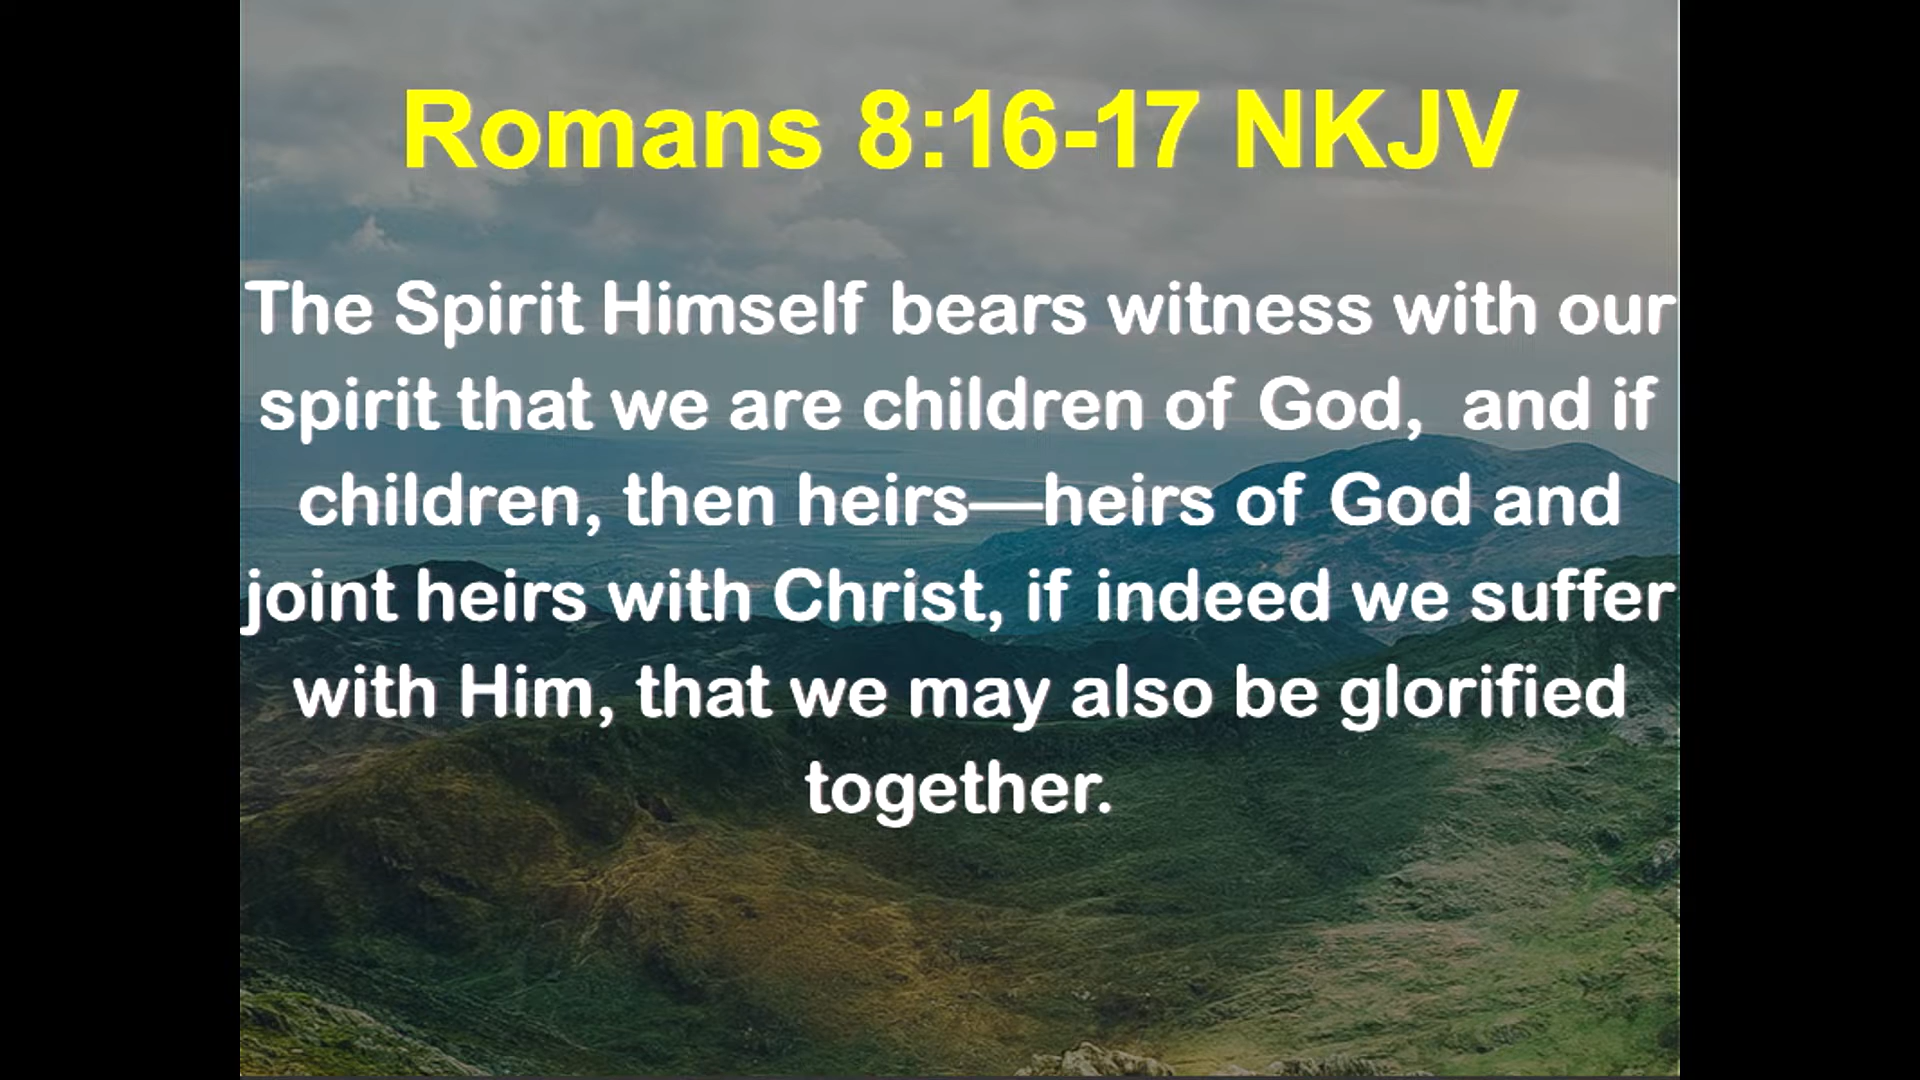 Romans 8:16-17 NKJV
The Spirit Himself bears witness with our
spirit that we are children of God,  and if
children, then heirs—heirs of God and
joint heirs with Christ, if indeed we suffer
with Him, that we may also be glorified
together.